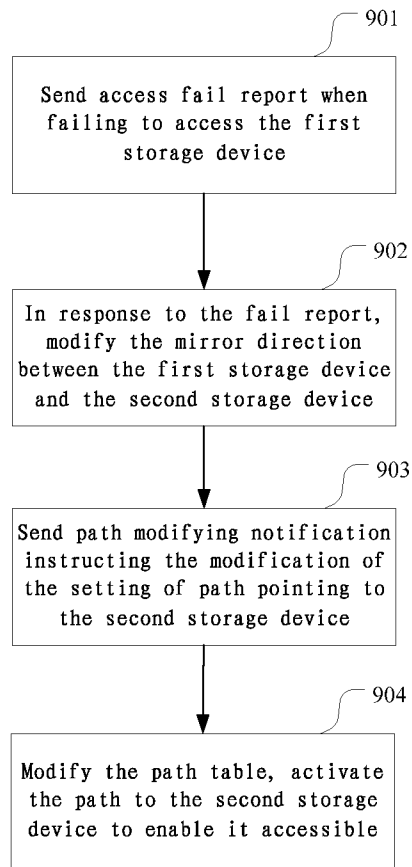 901
Send access fail report when
failing to access the first
storage device
902
In response to the fail report,
modify the mirror direction
between the first storage device
and the second storage device
903
Send path modifying notification
instructing the modification of
the setting of path pointing to
the second storage device
904
Modify the path table, activate
the path to the second storage
device to enable it accessible